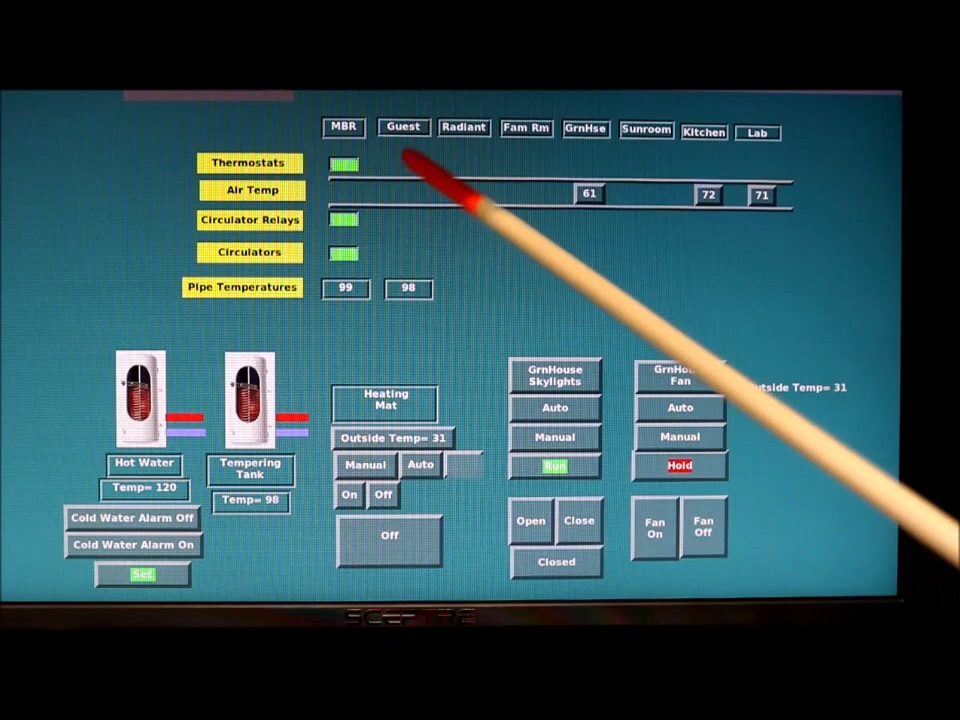 MBR Guest Radiant Fam Rm GrnHse Sunroom Kitchen Lab
Thermostats
Air Temp 61 72 71
Circulator Relays
Circulators
Pipe Temperatures 99 98
Heating
Mat
Outside Temp= 31
Manual Auto
On Off
Off
GrnHouse
Skylights
Auto
Manual
Run
Open Close
Closed
Fan
Auto
Manual
Hold
Fan
On
Fan
Off
Temp= 31
Hot Water
Temp= 120
Cold Water Alarm Off
Cold Water Alarm On
Set
Tempering
Tank
Temp= 98
SCEPTRE